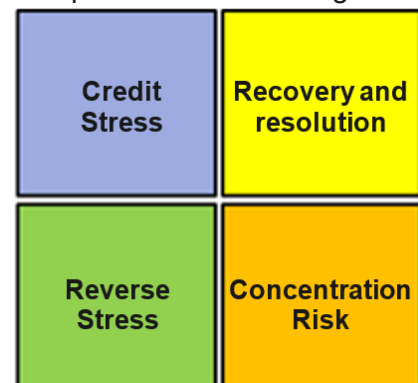 Credit
Stress
Recovery and
resolution
Reverse
Stress
Concentration
Risk